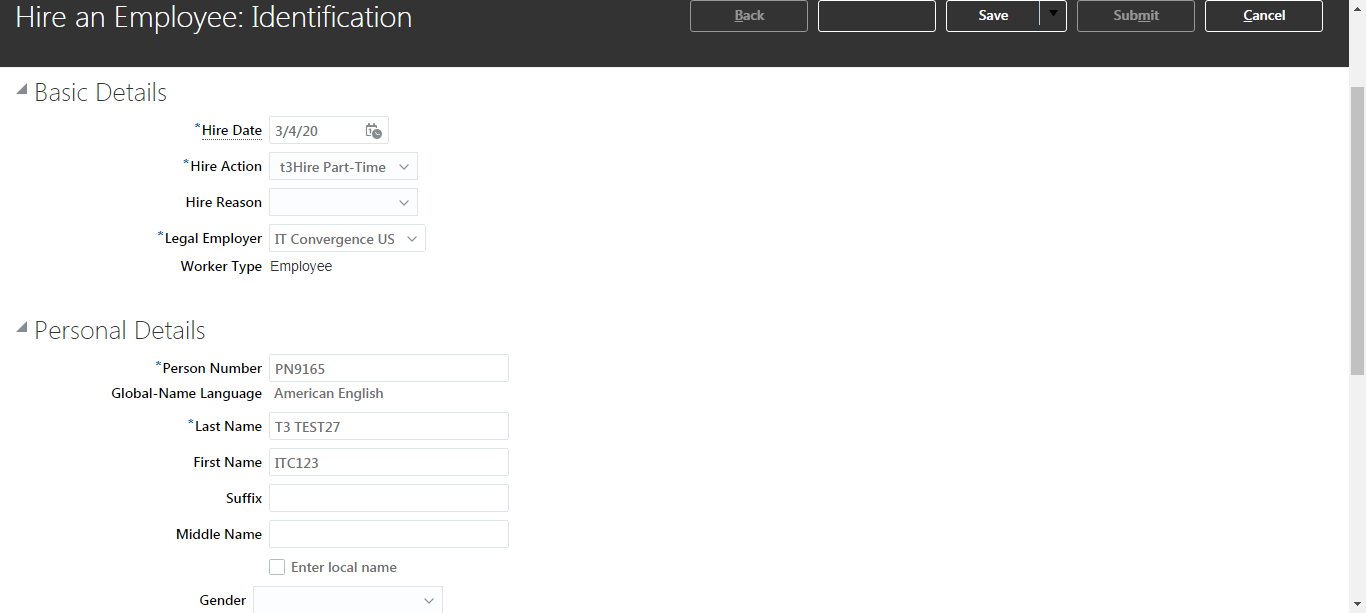 Hire an Employee: Identification
Back
Save
Submit
Cancel
Basic Details
*Hire Date 3/4/20
*Hire Action t3Hire Part-Time
Hire Reason
*Legal Employer IT Convergence US
Worker Type Employee
Personal Details
*Person Number PN9165
Global-Name Language American English
*Last Name T3 TEST27
First Name ITC123
Suffix
Middle Name
Enter local name
Gender